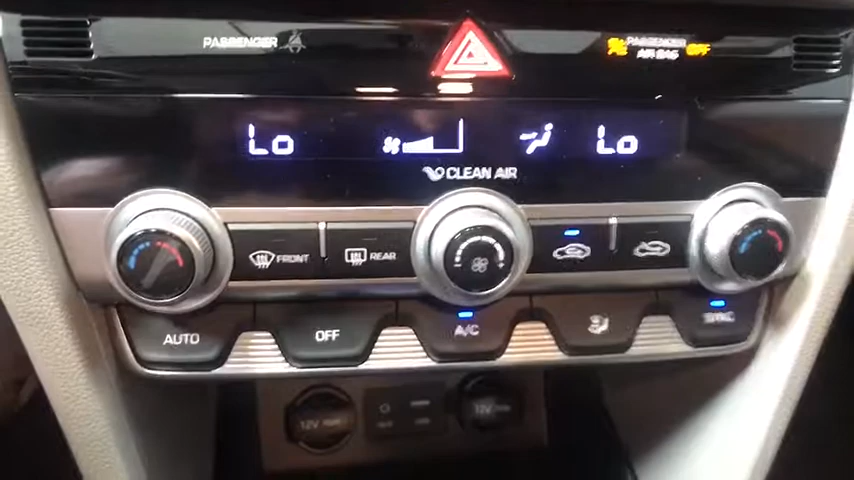 PASSENGER
PASSENGER
AIR BAG OFF
Lo
Lo
CLEAN AIR
FRONT
REAR
AUTO
OFF
A/C
SYNC
12V
12V